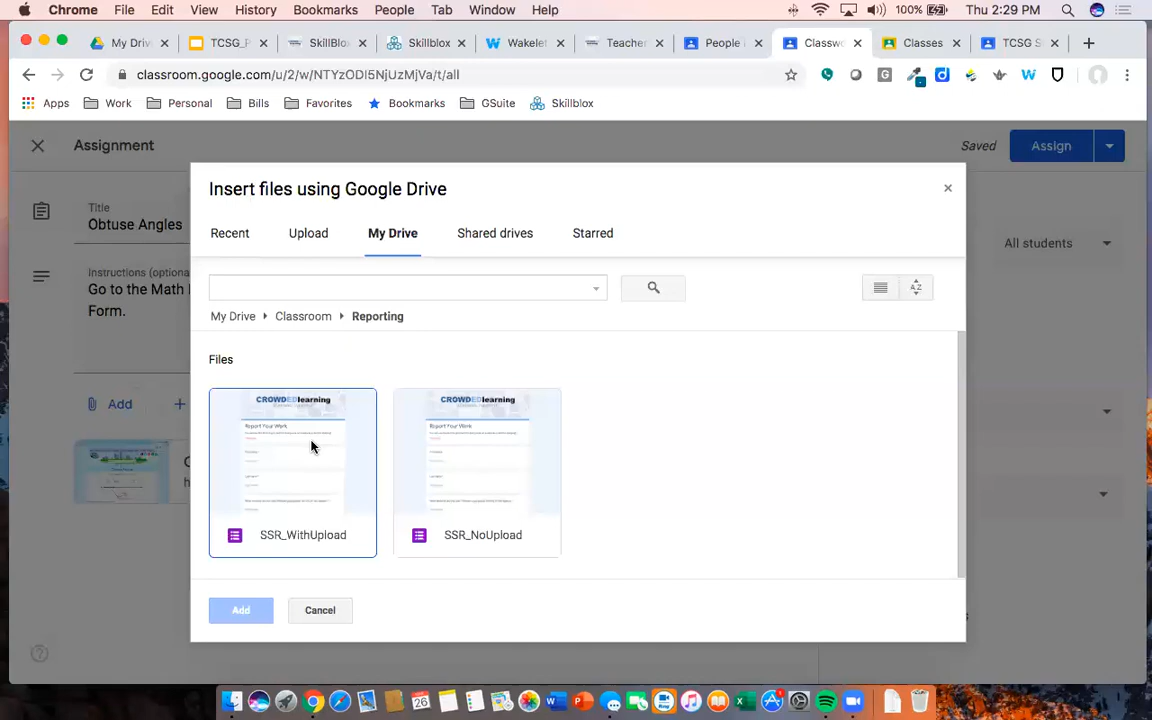 Chrome File Edit View History Bookmarks People Tab Window Help 100% Thu 2:29 PM
My Driv TCSG_P SkillBlo Skillblox Wakelet Teacher People Classwo Classes TCSG S
classroom.google.com/u/2/w/NTYzODI5NjUzMjVa/t/all
Apps Work Personal Bills Favorites Bookmarks GSuite Skillblox
Assignment Saved Assign
Insert files using Google Drive
Title
Obtuse Angles
Recent Upload My Drive Shared drives Starred
All students
Instructions (optiona
Go to the Math
Form.
My Drive Classroom Reporting
Files
Add
CROWDEDlearning CROWDEDlearning
Report Your Work Report Your Work
SSR_WithUpload SSR_NoUpload
Add Cancel
26